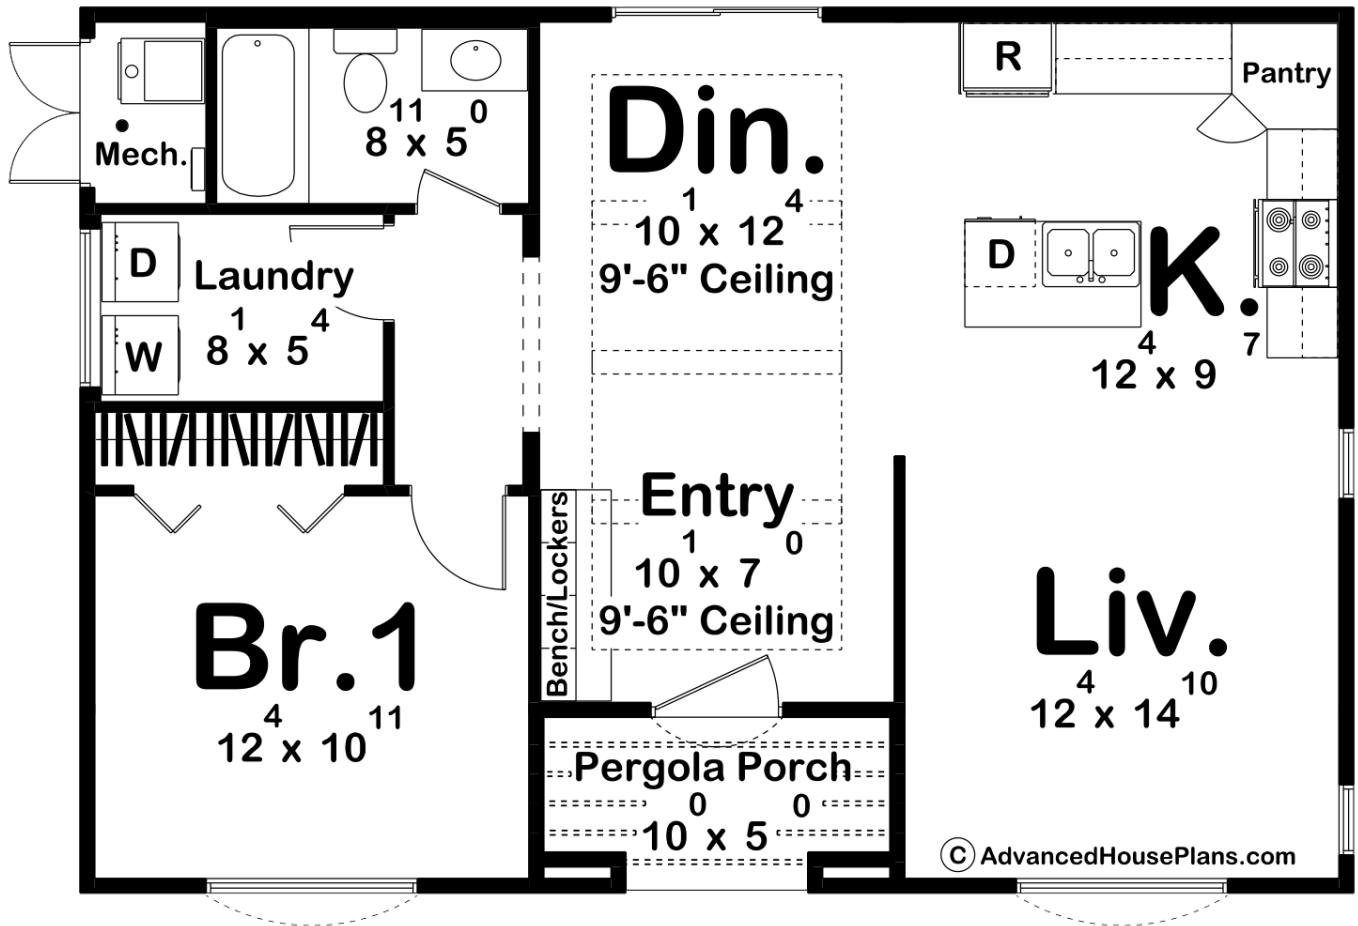 Mech.
8 11 x 5 0
D
W
Laundry
8 1 x 5 4
Br.1
12 4 x 10 11
Din.
10 1 x 12 4
9'-6" Ceiling
Entry
10 1 x 7 0
9'-6" Ceiling
Bench/Lockers
Pergola Porch
10 0 x 5 0
R
Pantry
D
K.
12 4 x 9 7
Liv.
12 4 x 14 10
© AdvancedHousePlans.com